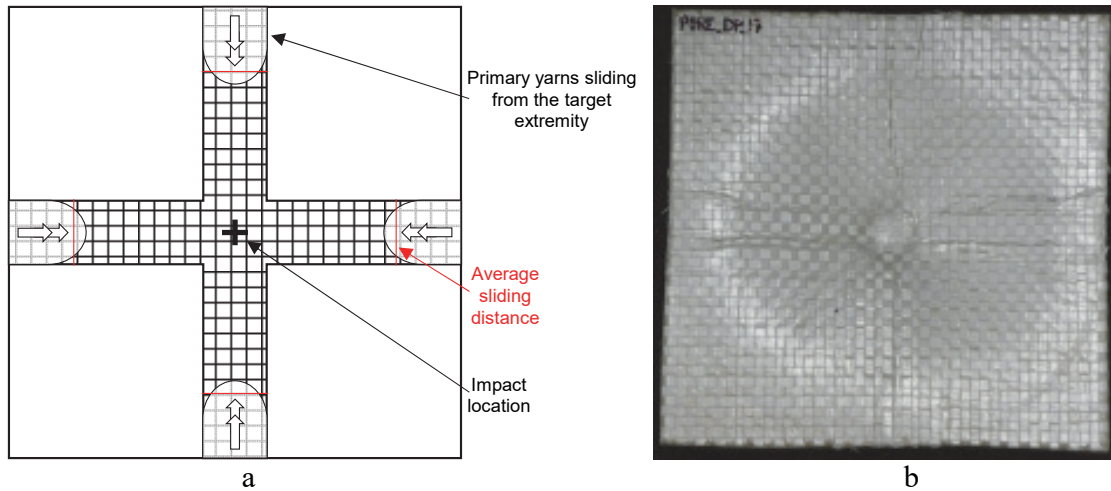 Primary yarns sliding
from the target
extremity
Average
sliding
distance
Impact
location
a
b